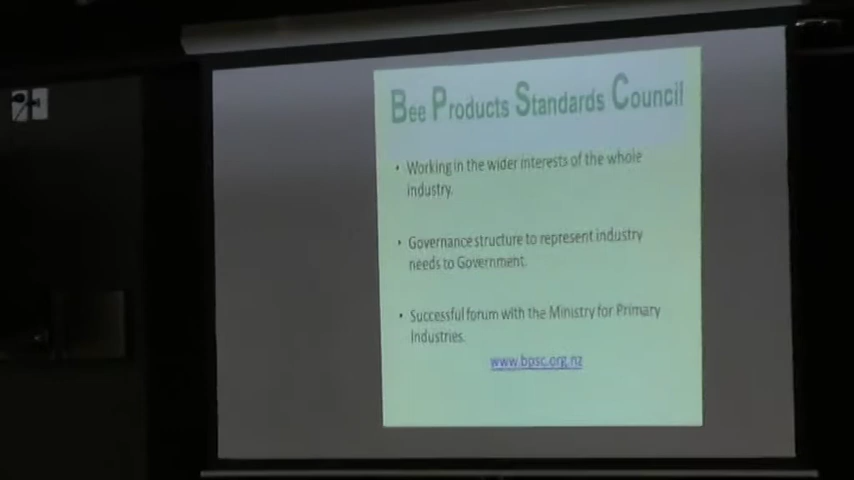 Bee Products Standards Council
• Working in the wider interests of the whole
industry.
• Governance structure to represent industry
needs to Government.
• Successful forum with the Ministry for Primary
Industries.
www.bpsc.org.nz